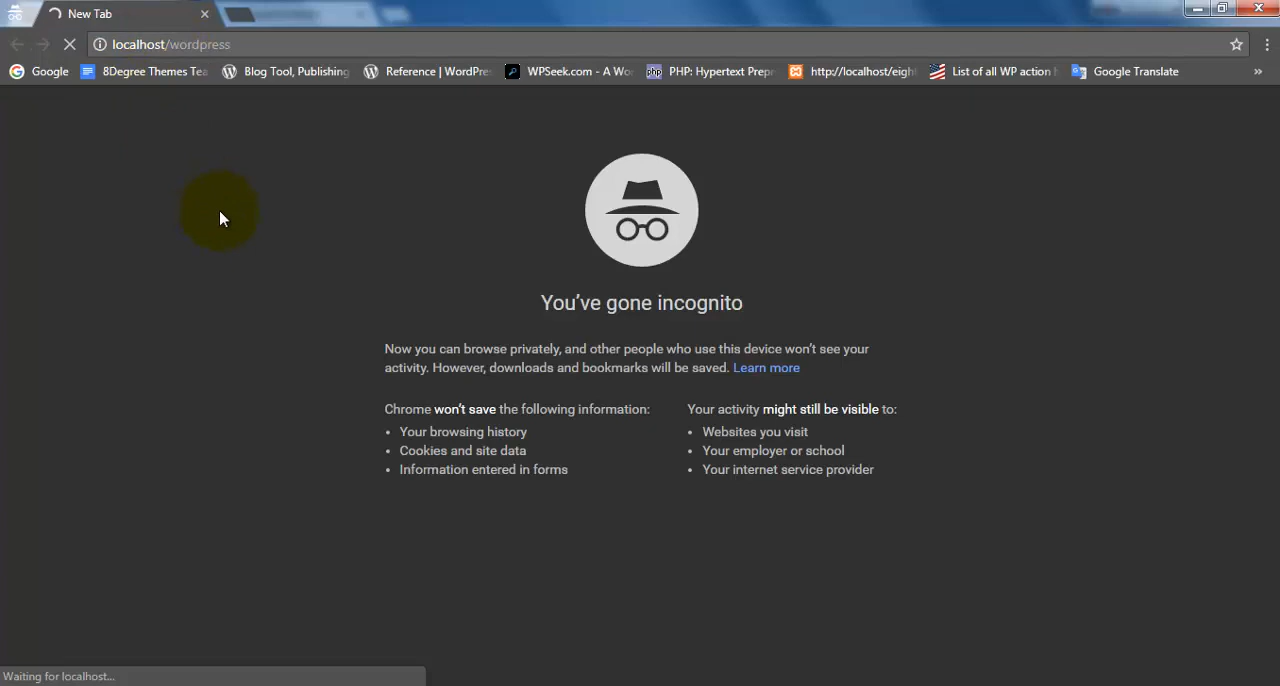 New Tab
localhost/wordpress
Google 8Degree Themes Tea Blog Tool, Publishing Reference | WordPre WPSeek.com - A Wo php PHP: Hypertext Prepr http://localhost/eight List of all WP action h Google Translate »
You've gone incognito
Now you can browse privately, and other people who use this device won't see your
activity. However, downloads and bookmarks will be saved. Learn more
Chrome won't save the following information:
• Your browsing history
• Cookies and site data
• Information entered in forms
Your activity might still be visible to:
• Websites you visit
• Your employer or school
• Your internet service provider
Waiting for localhost...